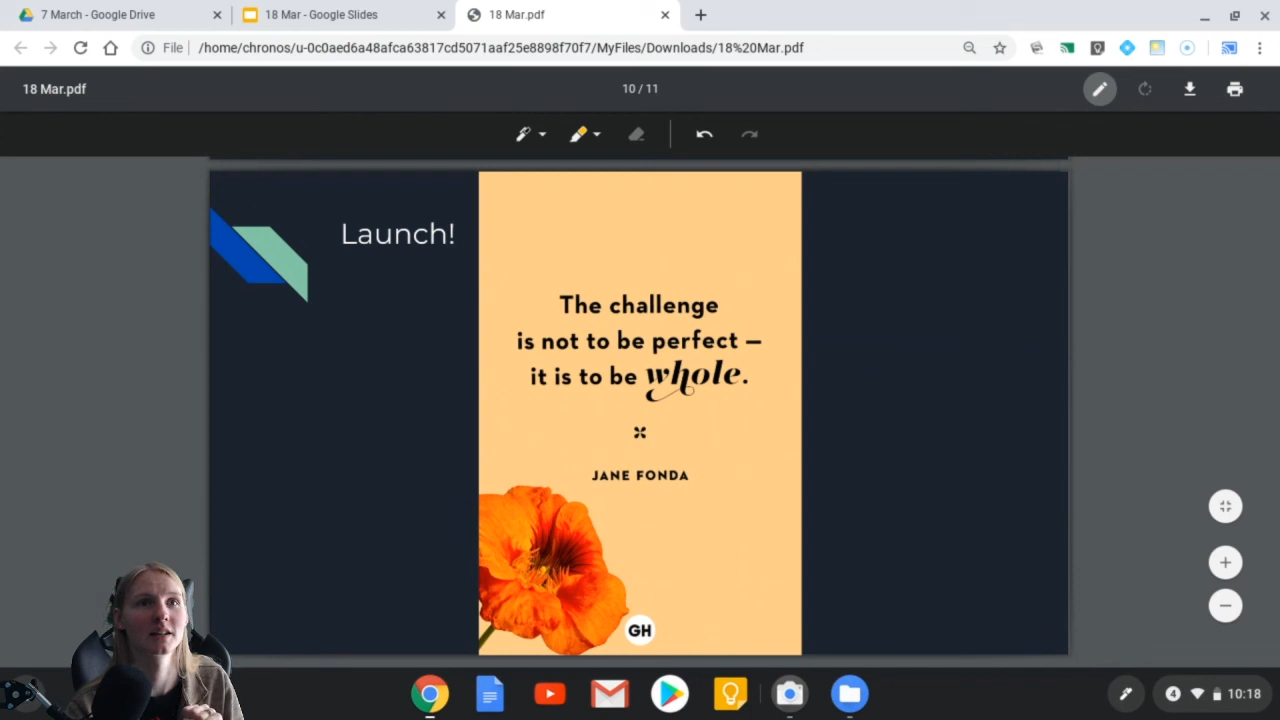 7 March - Google Drive
18 Mar - Google Slides
18 Mar.pdf
File
/home/chronos/u-0c0aed6a48afca63817cd5071aaf25e8898f70f7/MyFiles/Downloads/18%20Mar.pdf
18 Mar.pdf
10 / 11
Launch!
The challenge
is not to be perfect —
it is to be whole.
JANE FONDA
GH
4
10:18